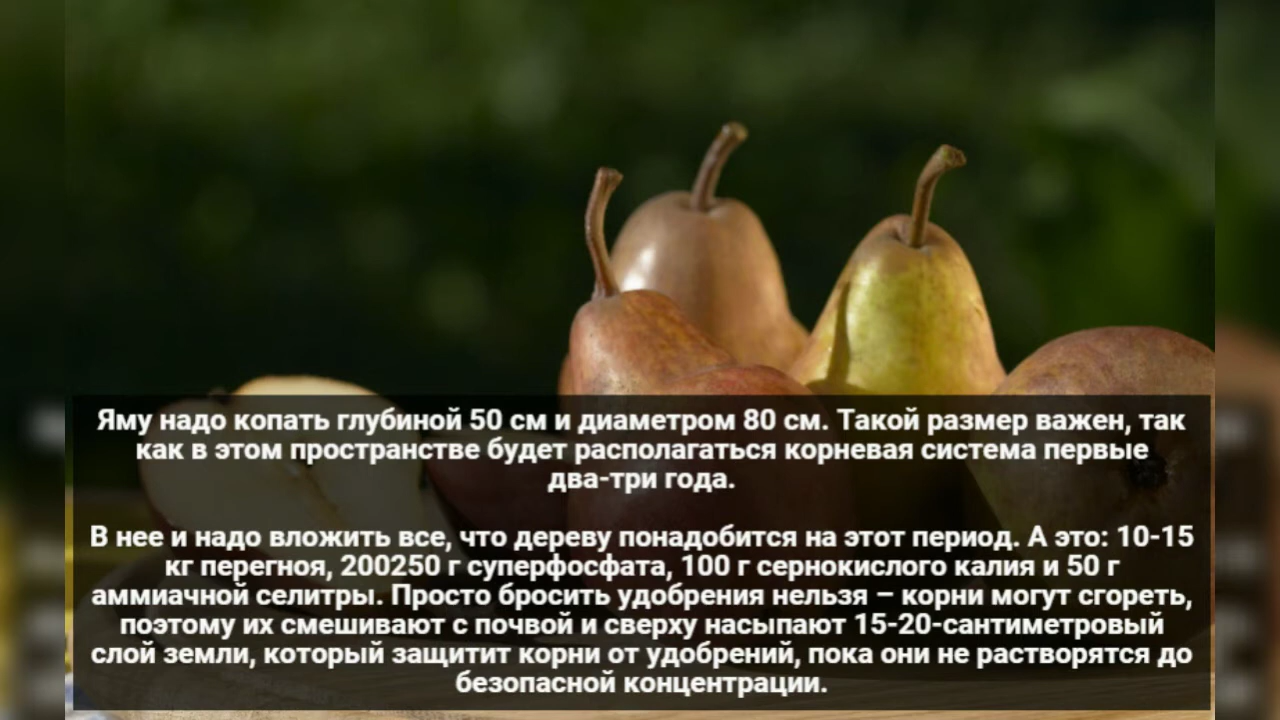 Яму надо копать глубиной 50 см и диаметром 80 см. Такой размер важен, так
как в этом пространстве будет располагаться корневая система первые
два-три года.
В нее и надо вложить все, что дереву понадобится на этот период. А это: 10-15
кг перегноя, 200250 г суперфосфата, 100 г сернокислого калия и 50 г
аммиачной селитры. Просто бросить удобрения нельзя – корни могут сгореть,
поэтому их смешивают с почвой и сверху насыпают 15-20-сантиметровый
слой земли, который защитит корни от удобрений, пока они не растворятся до
безопасной концентрации.